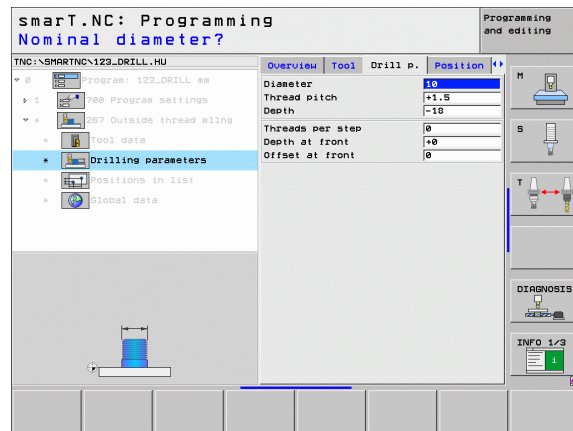 smarT.NC: Programming
Programming and editing
Nominal diameter?
TNC:\SMARTNC\123_DRILL.HU
Overview Tool Drill p. Position
0 Program: 123_DRILL mm
1 700 Program settings
* 267 Outside thread mllng
* Tool data
* Drilling parameters
* Positions in list
* Global data
Diameter 10
Thread pitch +1.5
Depth -18
Threads per step 0
Depth at front +0
Offset at front 0
M
S
T
DIAGNOSIS
INFO 1/3
i